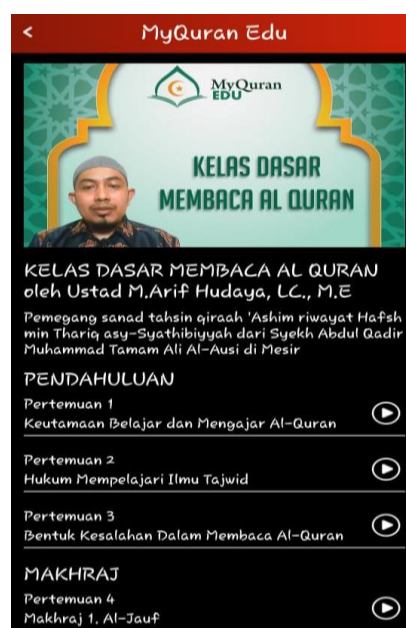 MyQuran Edu
MyQuran
EDU
KELAS DASAR
MEMBACA AL QURAN
KELAS DASAR MEMBACA AL QURAN
oleh Ustad M.Arif Hudaya, LC., M.E
Pemegang sanad tahsin qiraah 'Ashim riwayat Hafsh
min Thariq asy-Syathibiyyah dari Syekh Abdul Qadir
Muhammad Tamam Ali Al-Ausi di Mesir
PENDAHULUAN
Pertemuan 1
Keutamaan Belajar dan Mengajar Al-Quran
Pertemuan 2
Hukum Mempelajari Ilmu Tajwid
Pertemuan 3
Bentuk Kesalahan Dalam Membaca Al-Quran
MAKHRAJ
Pertemuan 4
Makhraj 1. Al-Jauf